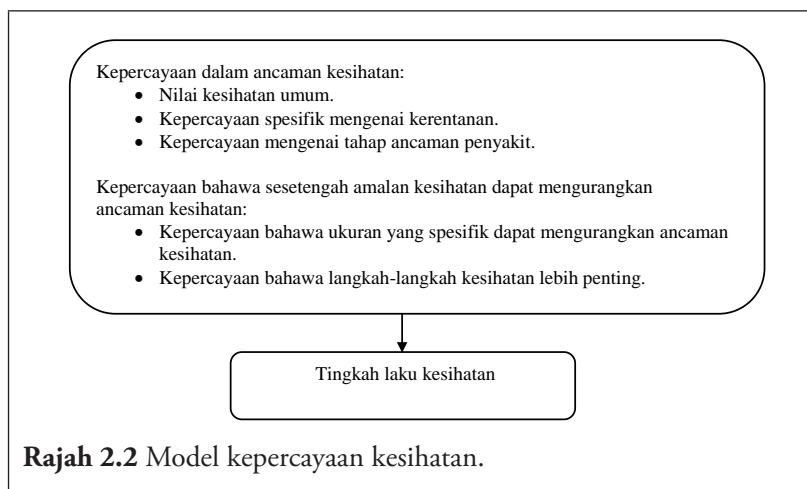 Kepercayaan dalam ancaman kesihatan:
• Nilai kesihatan umum.
• Kepercayaan spesifik mengenai kerentanan.
• Kepercayaan mengenai tahap ancaman penyakit.
Kepercayaan bahawa sesetengah amalan kesihatan dapat mengurangkan
ancaman kesihatan:
• Kepercayaan bahawa ukuran yang spesifik dapat mengurangkan ancaman
kesihatan.
• Kepercayaan bahawa langkah-langkah kesihatan lebih penting.
Tingkah laku kesihatan
Rajah 2.2 Model kepercayaan kesihatan.